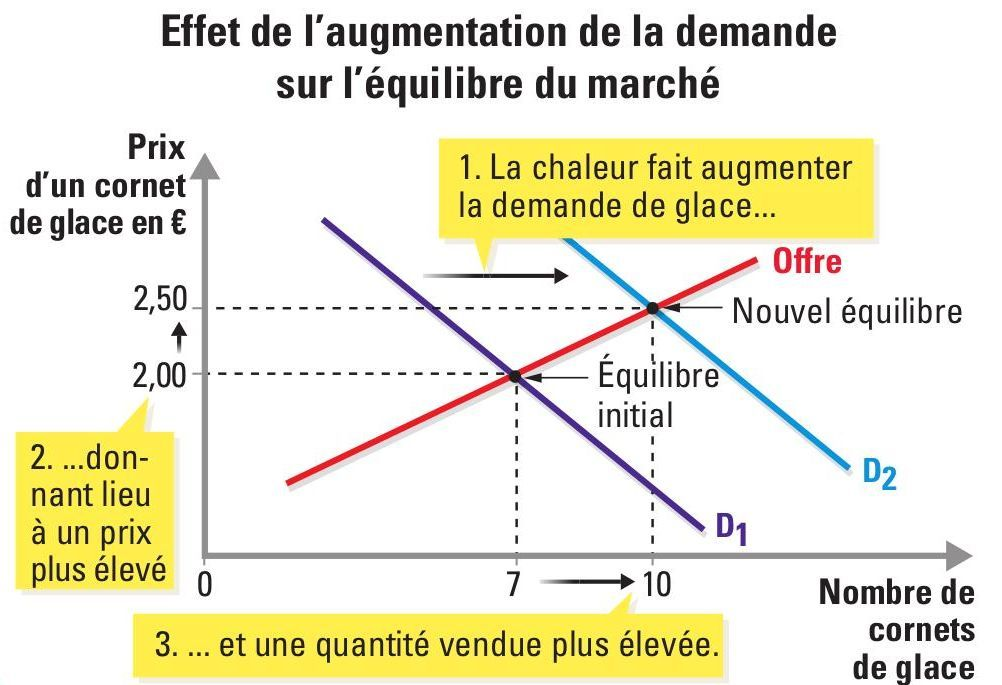 Effet de l’augmentation de la demande
sur l’équilibre du marché
Prix
d’un cornet
de glace en €
1. La chaleur fait augmenter
la demande de glace...
Offre
2,50
Nouvel équilibre
2,00
Équilibre
initial
2. ...don-
nant lieu
à un prix
plus élevé
D2
D1
0
7
10
Nombre de
cornets
de glace
3. ... et une quantité vendue plus élevée.